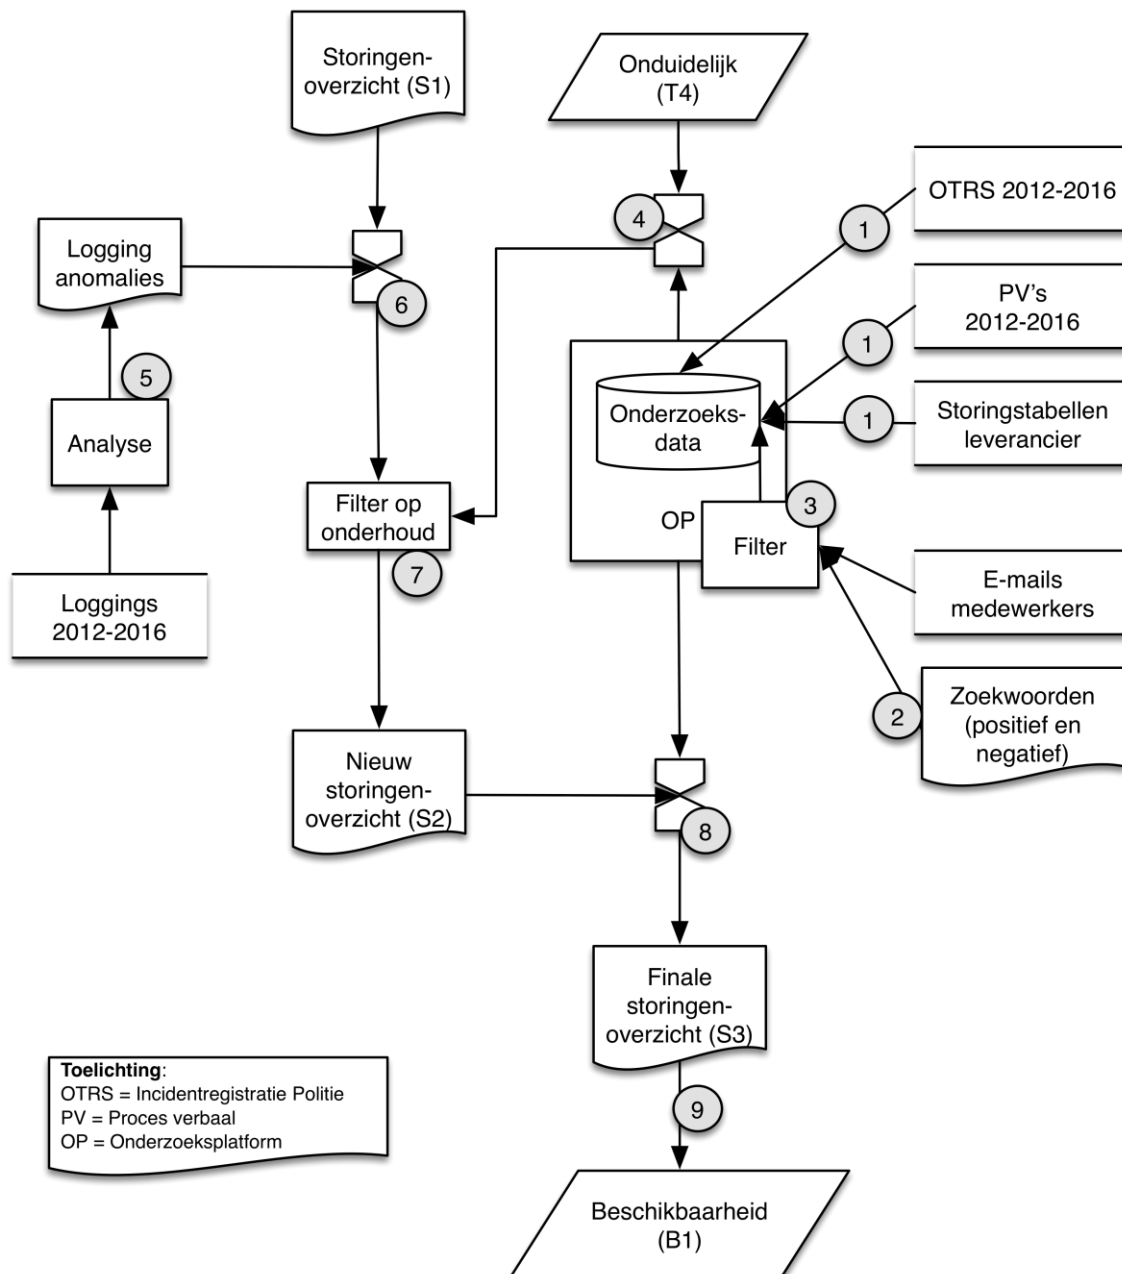 Storingen-
overzicht (S1)
Onduidelijk
(T4)
OTRS 2012-2016
1
4
Logging
anomalies
6
PV's
2012-2016
1
5
Analyse
Onderzoeks-
data
1
Storingstabellen
leverancier
Filter op
onderhoud
7
OP
3
Filter
E-mails
medewerkers
Loggings
2012-2016
2
Zoekwoorden
(positief en
negatief)
Nieuw
storingen-
overzicht (S2)
8
Finale
storingen-
overzicht (S3)
9
Toelichting:
OTRS = Incidentregistratie Politie
PV = Proces verbaal
OP = Onderzoeksplatform
Beschikbaarheid
(B1)